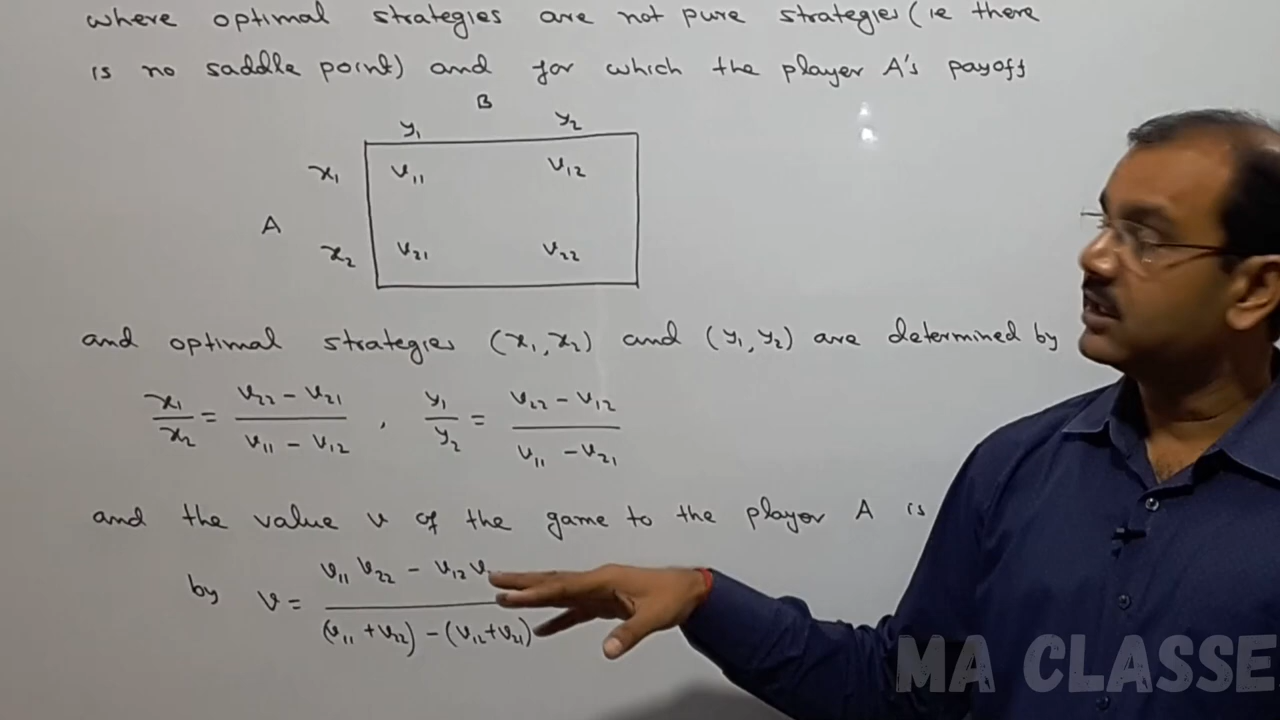 where optimal strategies are not pure strategies (ie there
is no saddle point) and for which the player A's payoff
B
y₁ y₂
x₁ v₁₁ v₁₂
A
x₂ v₂₁ v₂₂
and optimal strategies (x₁, x₂) and (y₁, y₂) are determined by
x₁/x₂ = (v₂₂ - v₂₁)/(v₁₁ - v₁₂) , y₁/y₂ = (v₂₂ - v₁₂)/(v₁₁ - v₂₁)
and the value v of the game to the player A is
by v = v₁₁ v₂₂ - v₁₂ v
(v₁₁ + v₂₂) - (v₁₂ + v₂₁)
MA CLASSE